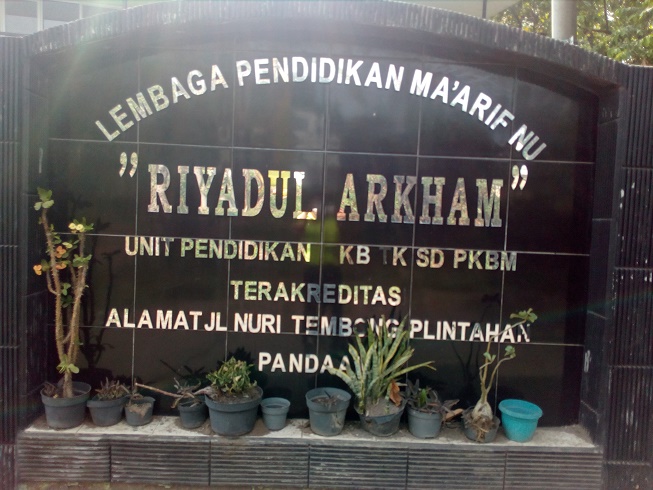 LEMBAGA PENDIDIKAN MA'ARIF NU
”RIYADUL ARKHAM”
UNIT PENDIDIKAN KB TK SD PKBM
TERAKREDITAS
ALAMAT JL NURI TEMBONG PLINTAHAN
PANDAA